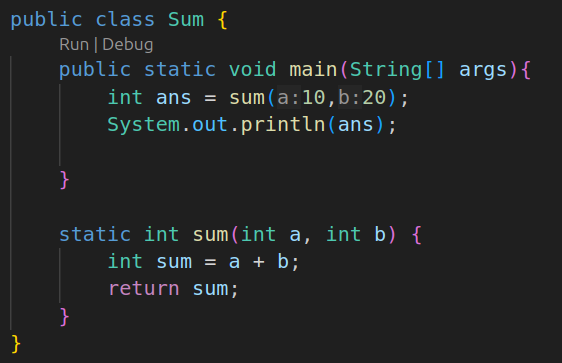 public class Sum {
Run | Debug
public static void main(String[] args){
int ans = sum(a:10,b:20);
System.out.println(ans);
}
static int sum(int a, int b) {
int sum = a + b;
return sum;
}
}